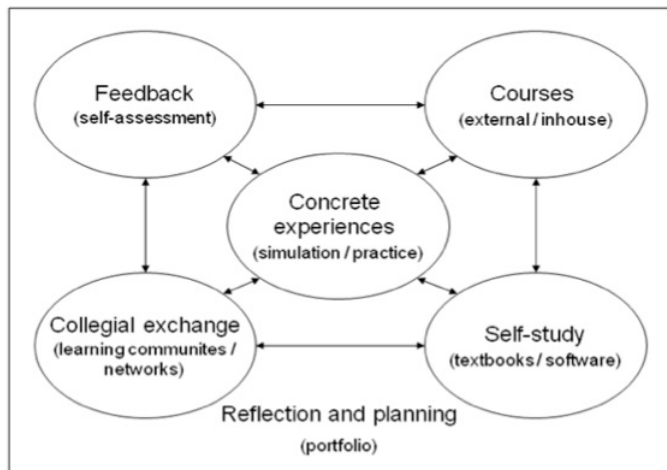 Feedback
(self-assessment)
Courses
(external / inhouse)
Concrete
experiences
(simulation / practice)
Collegial exchange
(learning communites /
networks)
Self-study
(textbooks / software)
Reflection and planning
(portfolio)